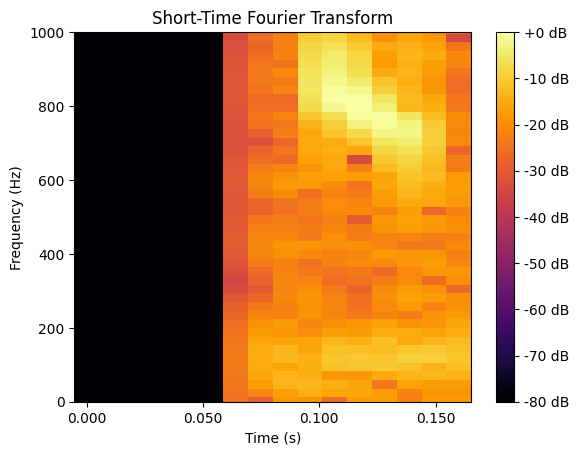 Short-Time Fourier Transform
Frequency (Hz)
1000
800
600
400
200
0
0.000
0.050
0.100
0.150
Time (s)
+0 dB
-10 dB
-20 dB
-30 dB
-40 dB
-50 dB
-60 dB
-70 dB
-80 dB